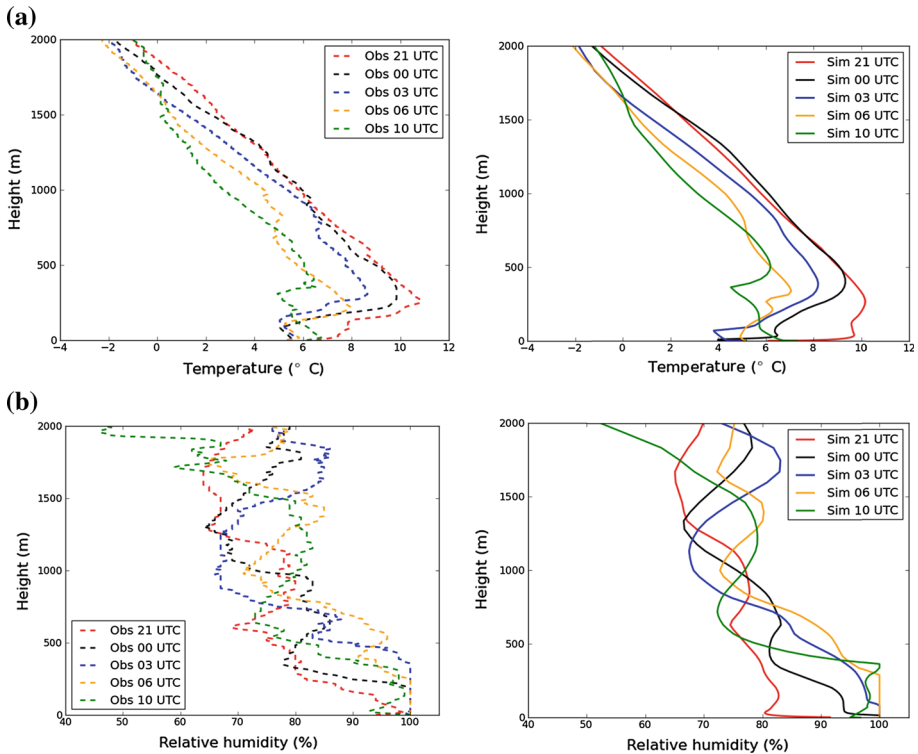 (a)
2000
1500
1000
500
0
Height (m)
−4 −2 0 2 4 6 8 10 12
Temperature (° C)
Obs 21 UTC
Obs 00 UTC
Obs 03 UTC
Obs 06 UTC
Obs 10 UTC
2000
1500
1000
500
0
Height (m)
−4 −2 0 2 4 6 8 10 12
Temperature (° C)
Sim 21 UTC
Sim 00 UTC
Sim 03 UTC
Sim 06 UTC
Sim 10 UTC
(b)
2000
1500
1000
500
0
Height (m)
40 50 60 70 80 90 100
Relative humidity (%)
Obs 21 UTC
Obs 00 UTC
Obs 03 UTC
Obs 06 UTC
Obs 10 UTC
2000
1500
1000
500
0
Height (m)
40 50 60 70 80 90 100
Relative humidity (%)
Sim 21 UTC
Sim 00 UTC
Sim 03 UTC
Sim 06 UTC
Sim 10 UTC